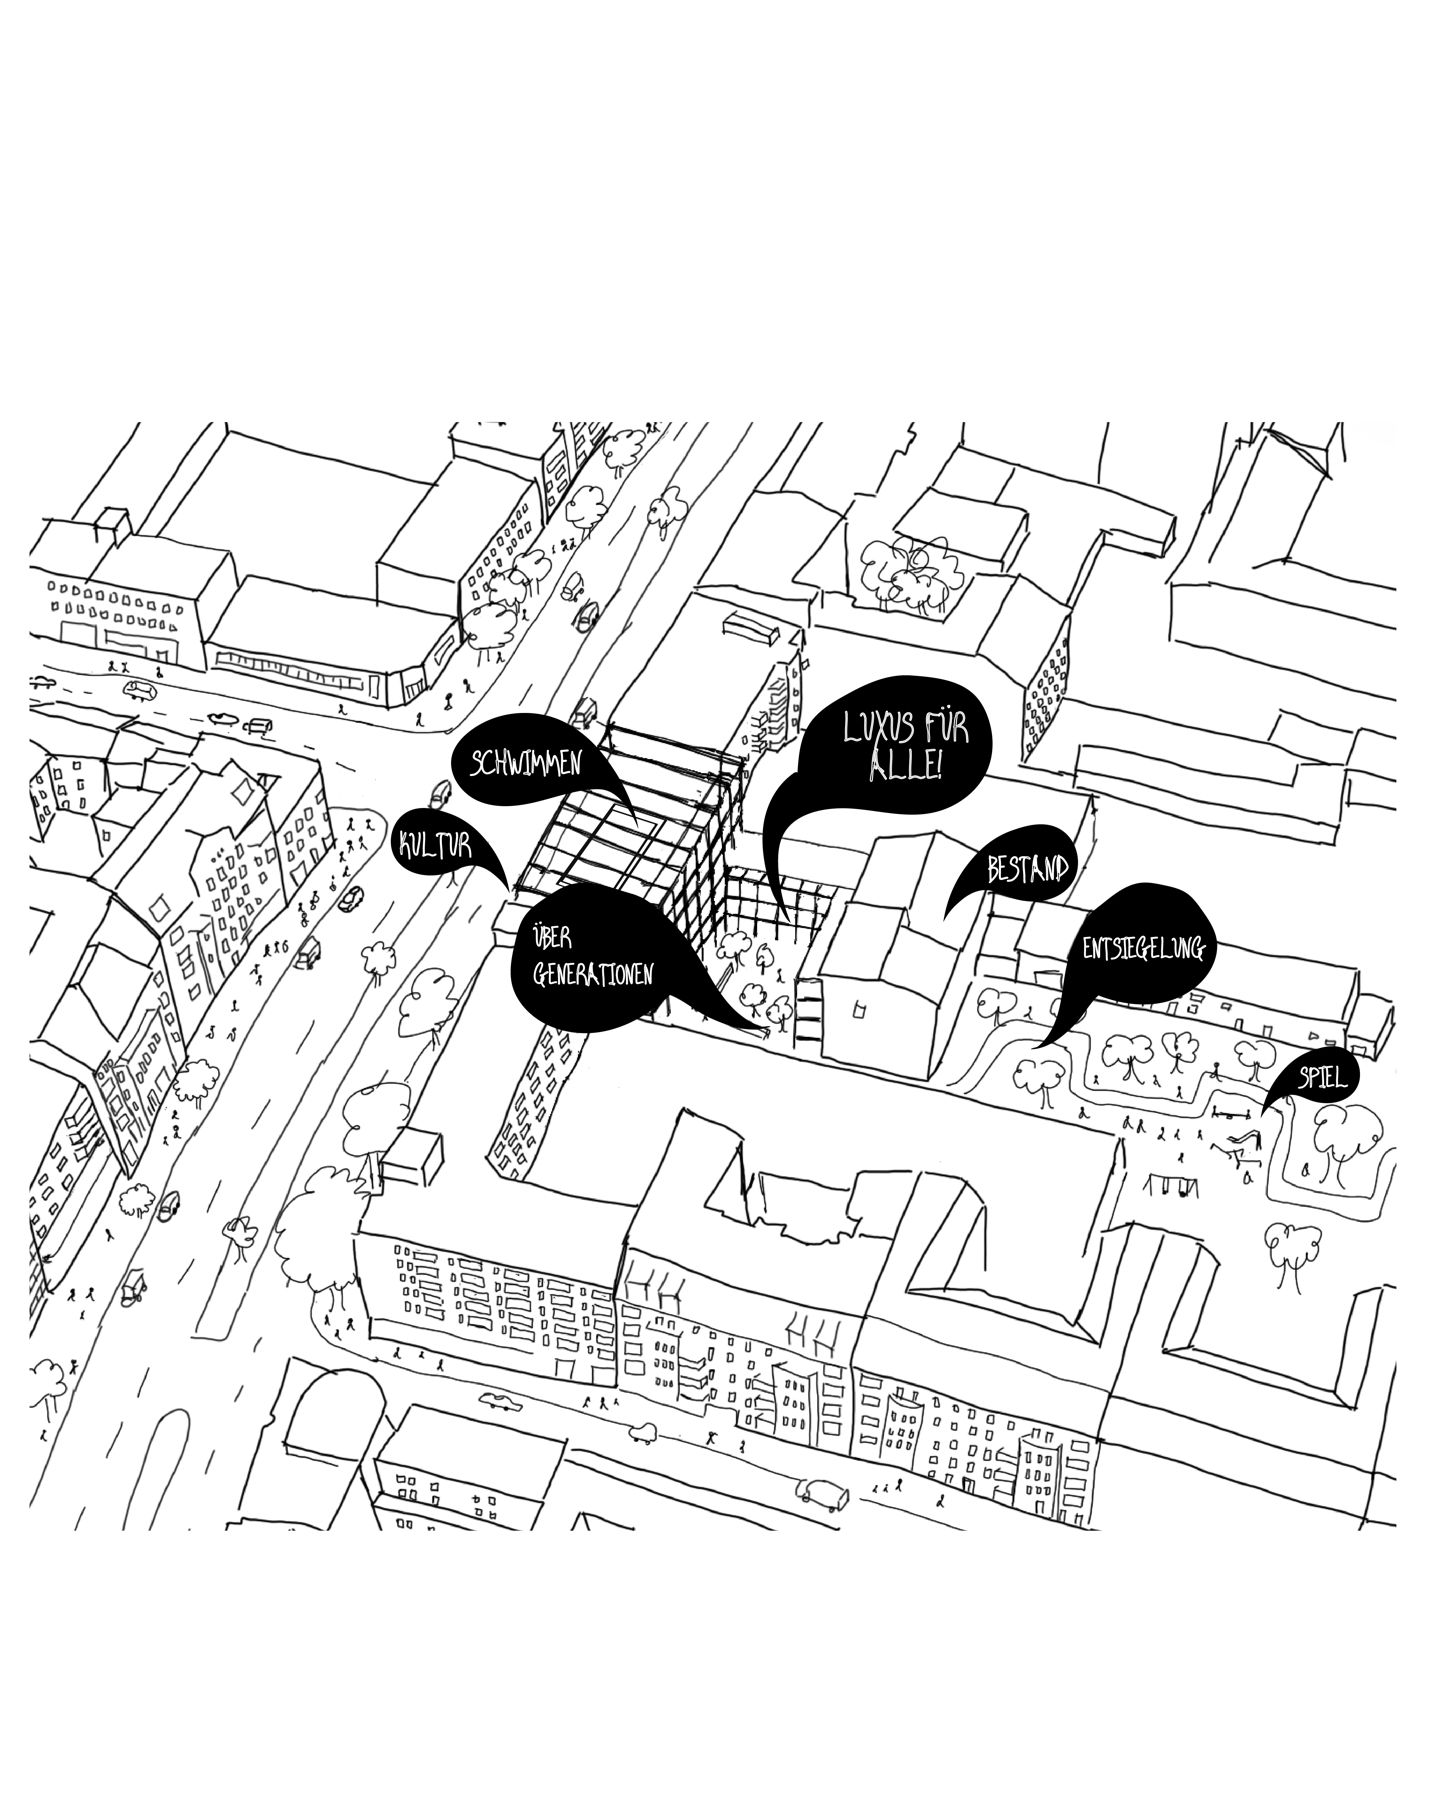 LUXUS FÜR
ALLE!
SCHWIMMEN
KULTUR
BESTAND
ÜBER
GENERATIONEN
ENTSIEGELUNG
SPIEL